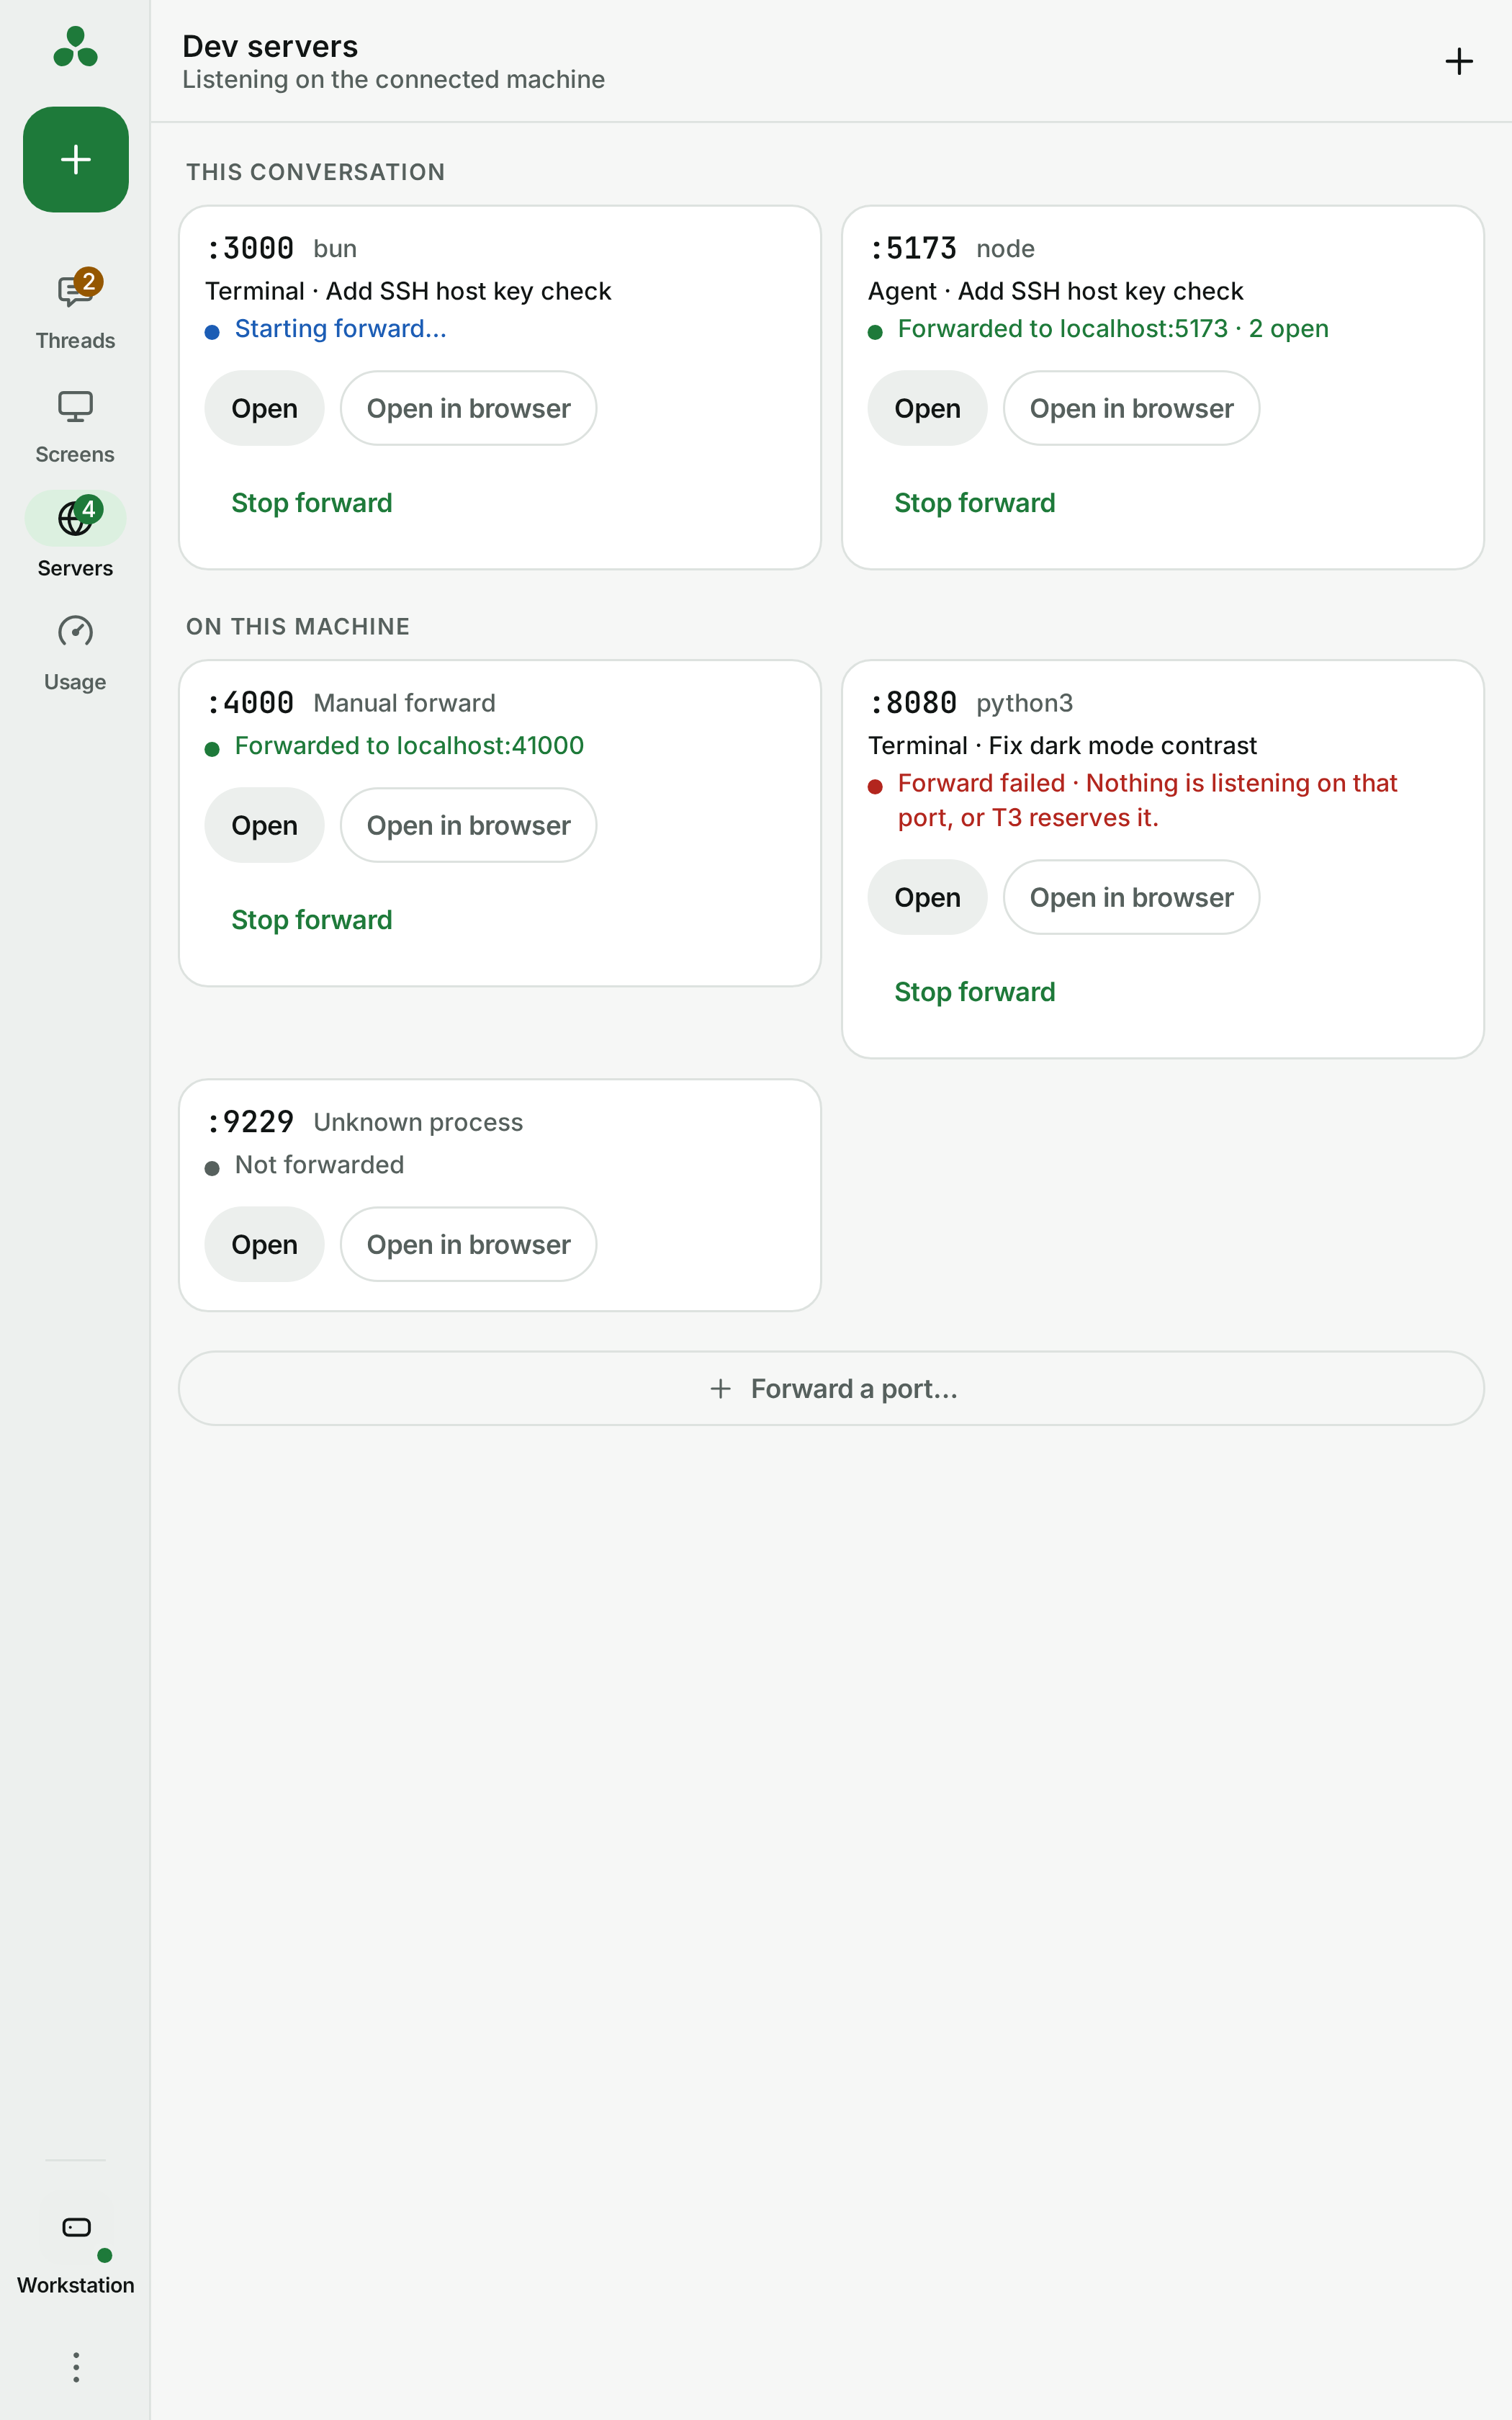 Dev servers
Listening on the connected machine
2
Threads
Screens
4
Servers
Usage
THIS CONVERSATION
:3000 bun
Terminal · Add SSH host key check
Starting forward…
Open
Open in browser
Stop forward
:5173 node
Agent · Add SSH host key check
Forwarded to localhost:5173 · 2 open
Open
Open in browser
Stop forward
ON THIS MACHINE
:4000 Manual forward
Forwarded to localhost:41000
Open
Open in browser
Stop forward
:8080 python3
Terminal · Fix dark mode contrast
Forward failed · Nothing is listening on that
port, or T3 reserves it.
Open
Open in browser
Stop forward
:9229 Unknown process
Not forwarded
Open
Open in browser
Forward a port…
Workstation